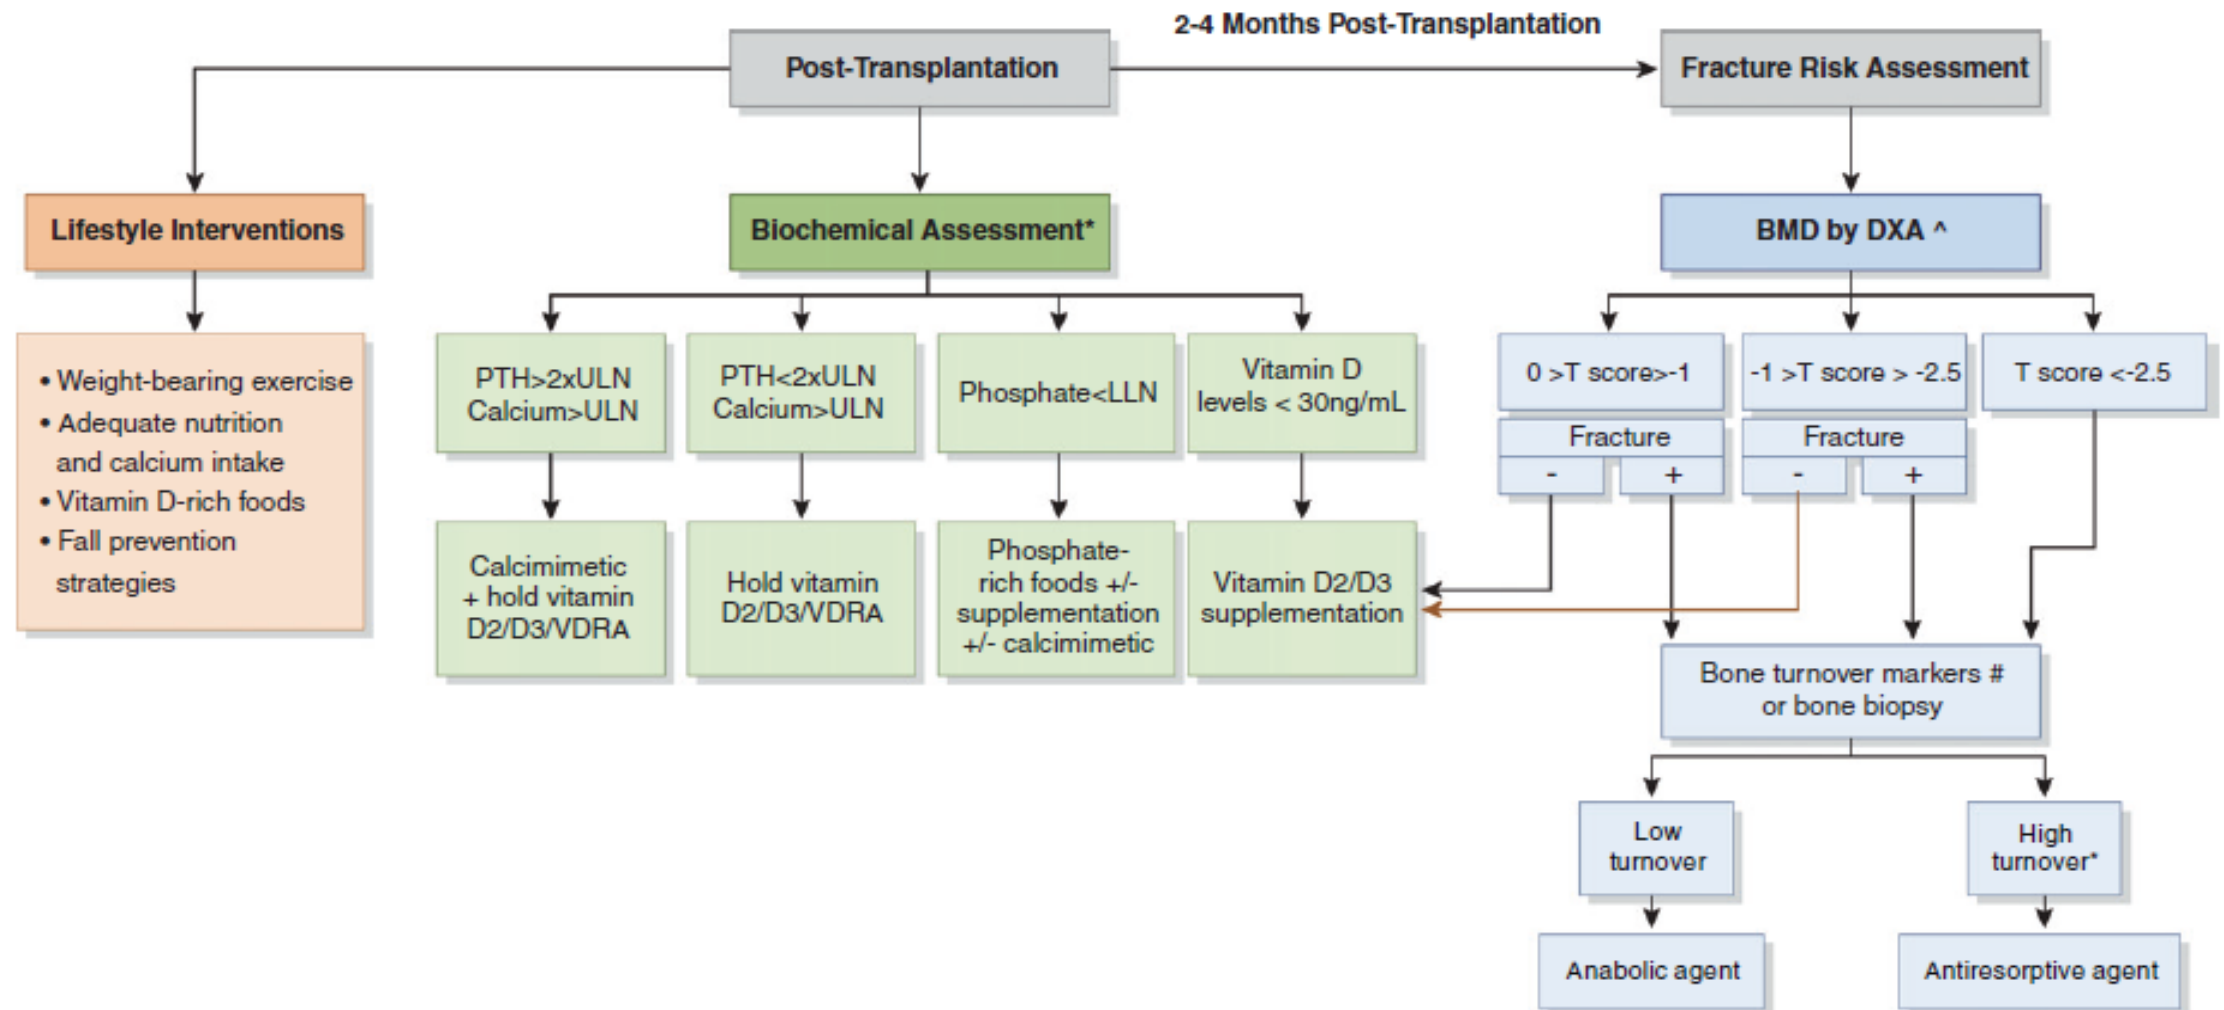 2-4 Months Post-Transplantation
Post-Transplantation
Fracture Risk Assessment
Lifestyle Interventions
Biochemical Assessment*
BMD by DXA ^
• Weight-bearing exercise
• Adequate nutrition
and calcium intake
• Vitamin D-rich foods
• Fall prevention
strategies
PTH>2xULN
Calcium>ULN
PTH<2xULN
Calcium>ULN
Phosphate<LLN
Vitamin D
levels < 30ng/mL
0 >T score>-1
-1 >T score > -2.5
T score <-2.5
Fracture
-
+
Fracture
-
+
Calcimimetic
+ hold vitamin
D2/D3/VDRA
Hold vitamin
D2/D3/VDRA
Phosphate-
rich foods +/-
supplementation
+/- calcimimetic
Vitamin D2/D3
supplementation
Bone turnover markers #
or bone biopsy
Low
turnover
High
turnover*
Anabolic agent
Antiresorptive agent